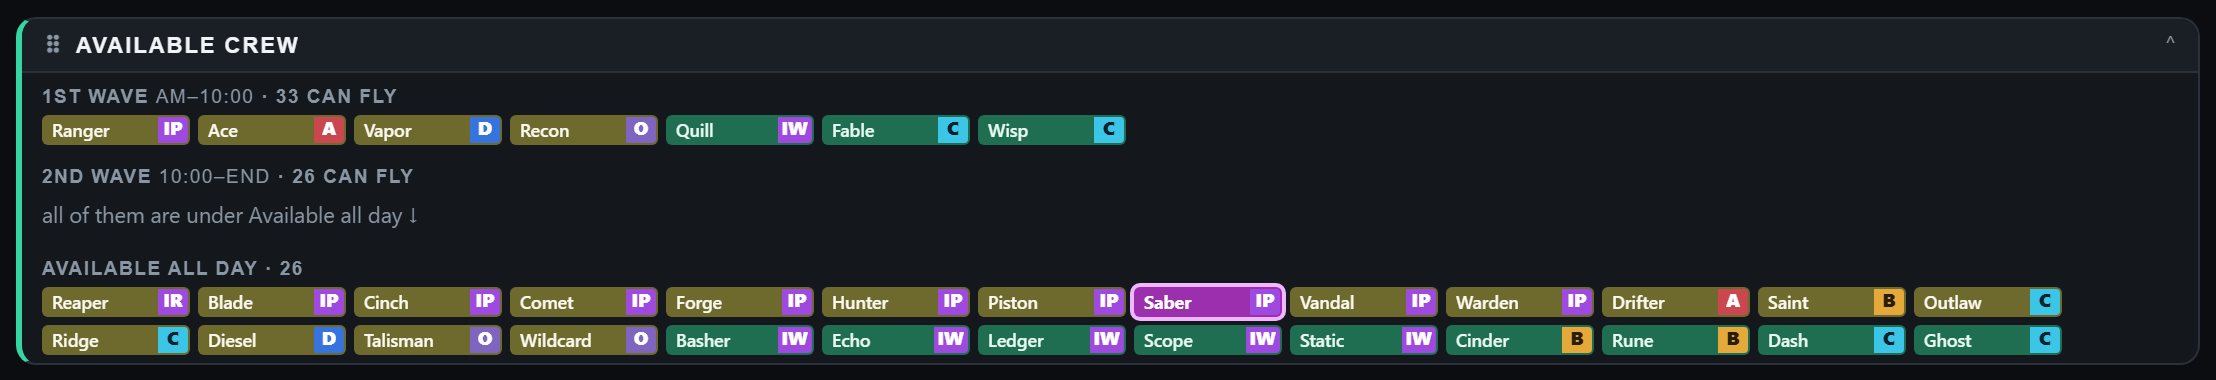 AVAILABLE CREW ^
1ST WAVE AM–10:00 · 33 CAN FLY
Ranger IP Ace A Vapor D Recon O Quill IW Fable C Wisp C
2ND WAVE 10:00–END · 26 CAN FLY
all of them are under Available all day ↓
AVAILABLE ALL DAY · 26
Reaper IR Blade IP Cinch IP Comet IP Forge IP Hunter IP Piston IP Saber IP Vandal IP Warden IP Drifter A Saint B Outlaw C
Ridge C Diesel D Talisman O Wildcard O Basher IW Echo IW Ledger IW Scope IW Static IW Cinder B Rune B Dash C Ghost C